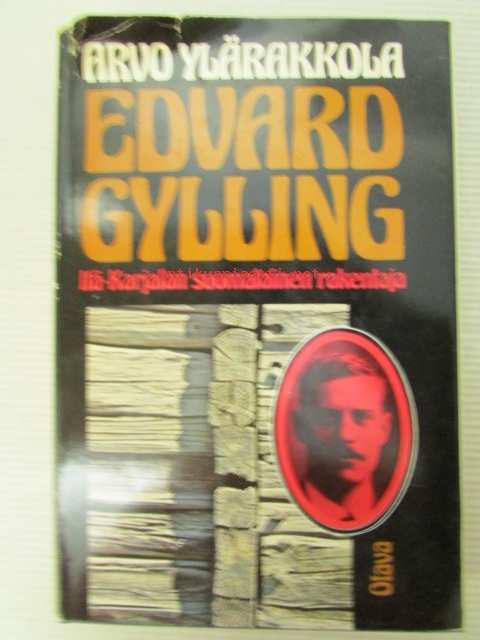 ARVO YLÄRAKKOLA
EDVARD
GYLLING
Itä-Karjalan suomalainen rakentaja
Otava